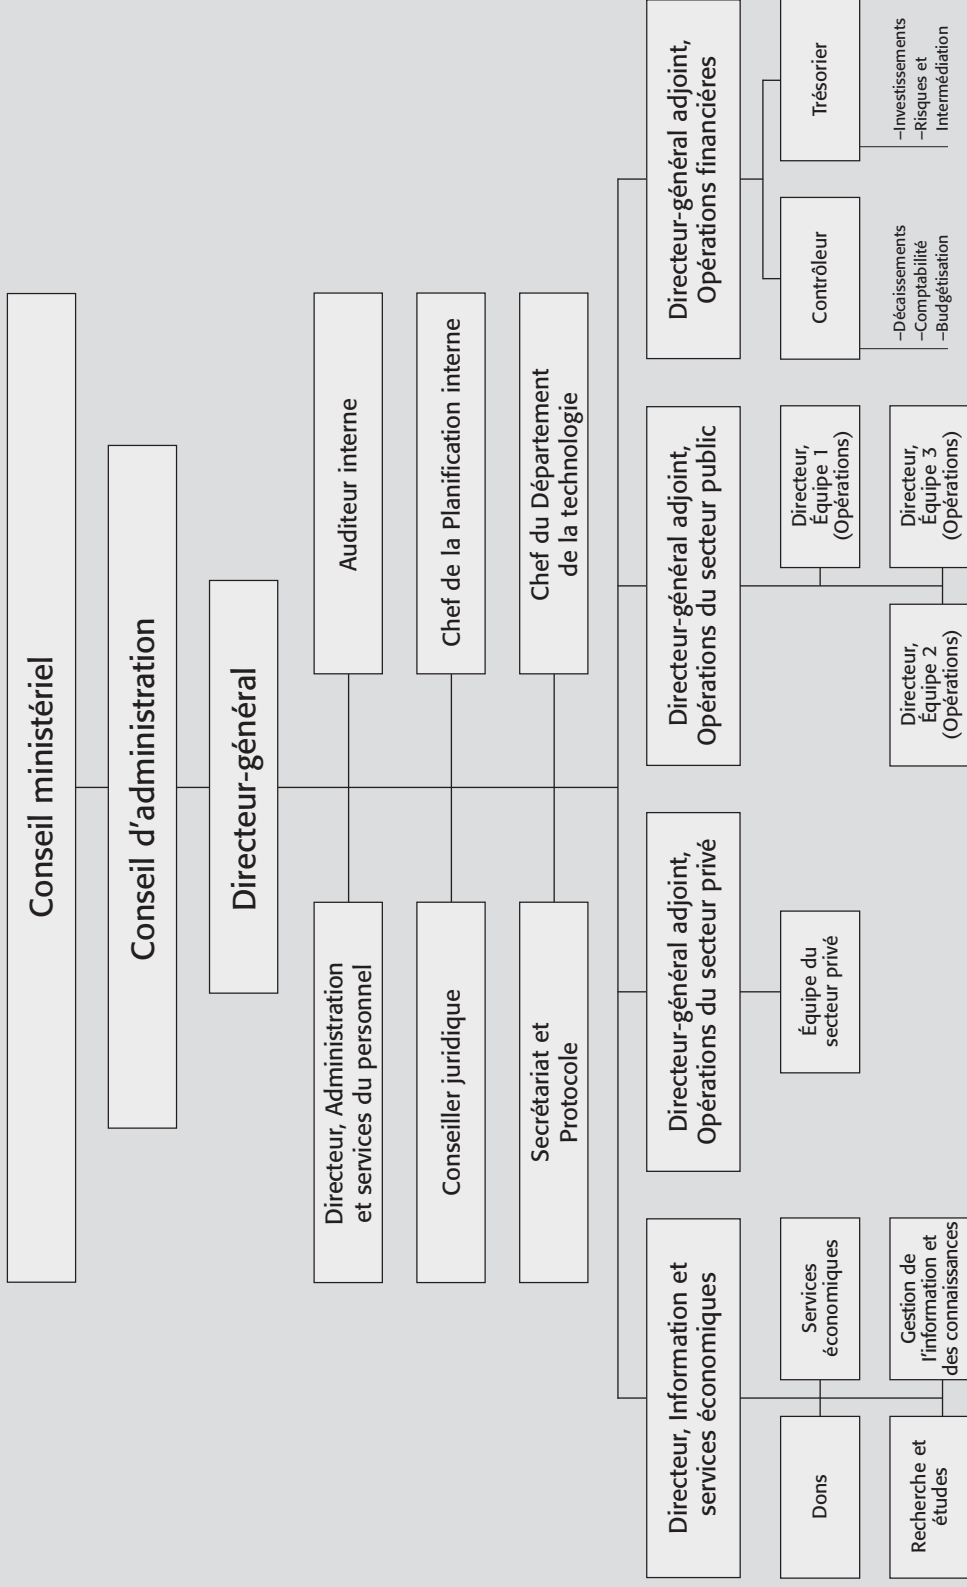 Conseil ministériel
Conseil d'administration
Directeur-général
Directeur, Administration
et services du personnel
Auditeur interne
Conseiller juridique
Chef de la Planification interne
Secrétariat et
Protocole
Chef du Département
de la technologie
Directeur, Information et
services économiques
Directeur-général adjoint,
Opérations du secteur privé
Directeur-général adjoint,
Opérations du secteur public
Directeur-général adjoint,
Opérations financiéres
Dons
Services
économiques
Recherche et
études
Gestion de
l'information et
des connaissances
Équipe du
secteur privé
Directeur,
Équipe 1
(Opérations)
Directeur,
Équipe 2
(Opérations)
Directeur,
Équipe 3
(Opérations)
Contrôleur
–Décaissements
–Comptabilité
–Budgétisation
Trésorier
–Investissements
–Risques et
Intermédiation